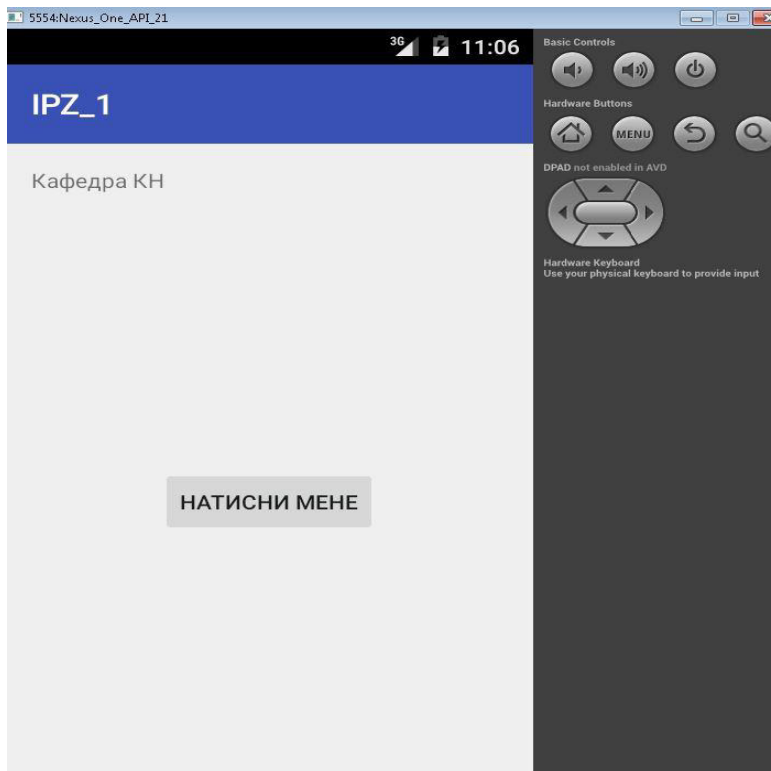 5554:Nexus_One_API_21
3G 11:06
IPZ_1
Кафедра КН
НАТИСНИ МЕНЕ
Basic Controls
Hardware Buttons
MENU
DPAD not enabled in AVD
Hardware Keyboard
Use your physical keyboard to provide input